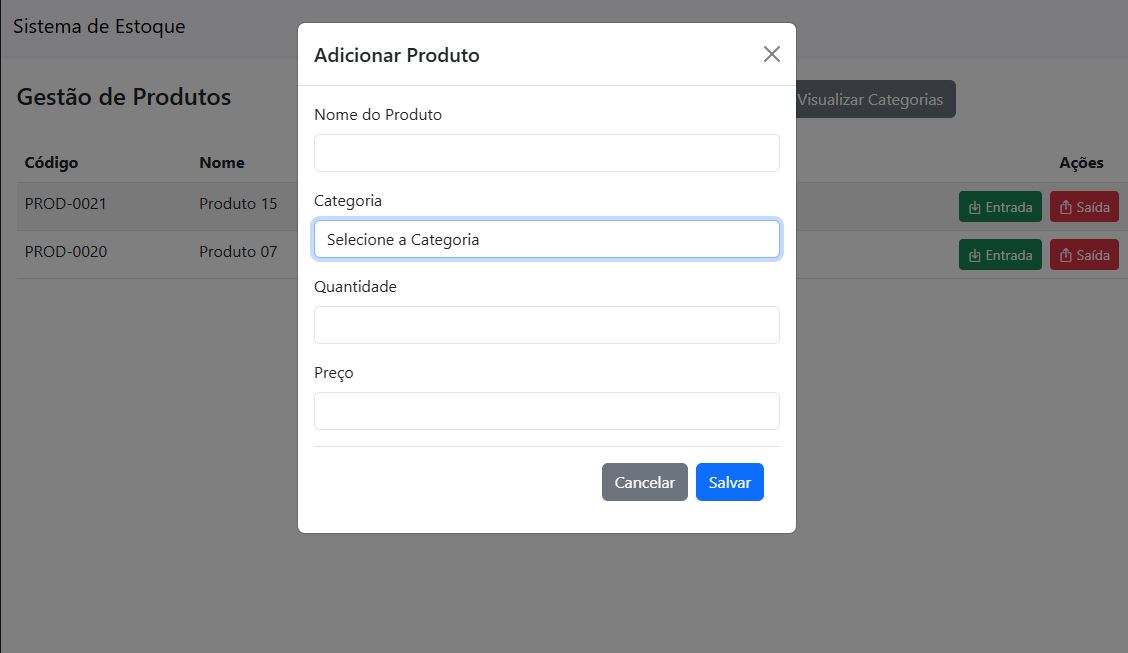 Sistema de Estoque
Adicionar Produto
Gestão de Produtos
Visualizar Categorias
Nome do Produto
Código Nome Ações
Categoria
PROD-0021 Produto 15 Entrada Saída
Selecione a Categoria
PROD-0020 Produto 07 Entrada Saída
Quantidade
Preço
Cancelar Salvar